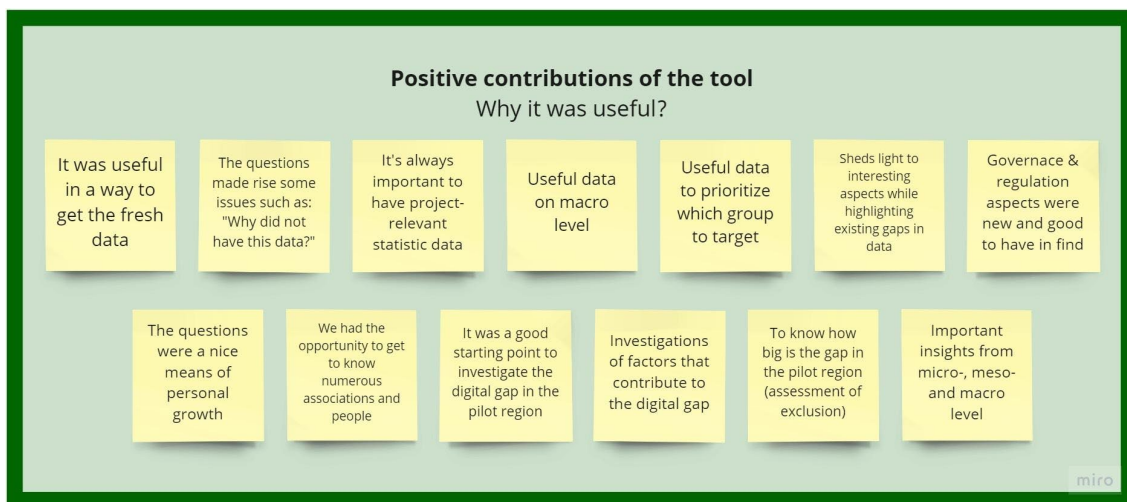 Positive contributions of the tool
Why it was useful?
It was useful
in a way to
get the fresh
data
The questions
made rise some
issues such as:
"Why did not
have this data?"
It's always
important to
have project-
relevant
statistic data
Useful data
on macro
level
Useful data
to prioritize
which group
to target
Sheds light to
interesting
aspects while
highlighting
existing gaps in
data
Governace &
regulation
aspects were
new and good
to have in find
The questions
were a nice
means of
personal
growth
We had the
opportunity to get
to know
numerous
associations and
people
It was a good
starting point to
investigate the
digital gap in the
pilot region
Investigations
of factors that
contribute to
the digital gap
To know how
big is the gap in
the pilot region
(assessment of
exclusion)
Important
insights from
micro-, meso-
and macro
level
miro